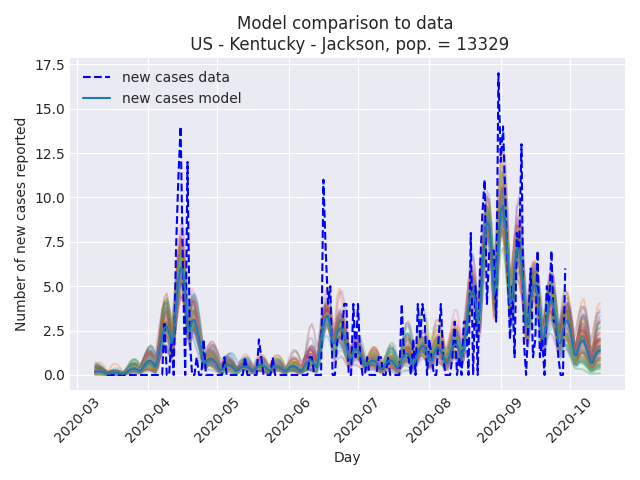 Model comparison to data
US - Kentucky - Jackson, pop. = 13329
new cases data
new cases model
Number of new cases reported
17.5
15.0
12.5
10.0
7.5
5.0
2.5
0.0
2020-03
2020-04
2020-05
2020-06
2020-07
2020-08
2020-09
2020-10
Day